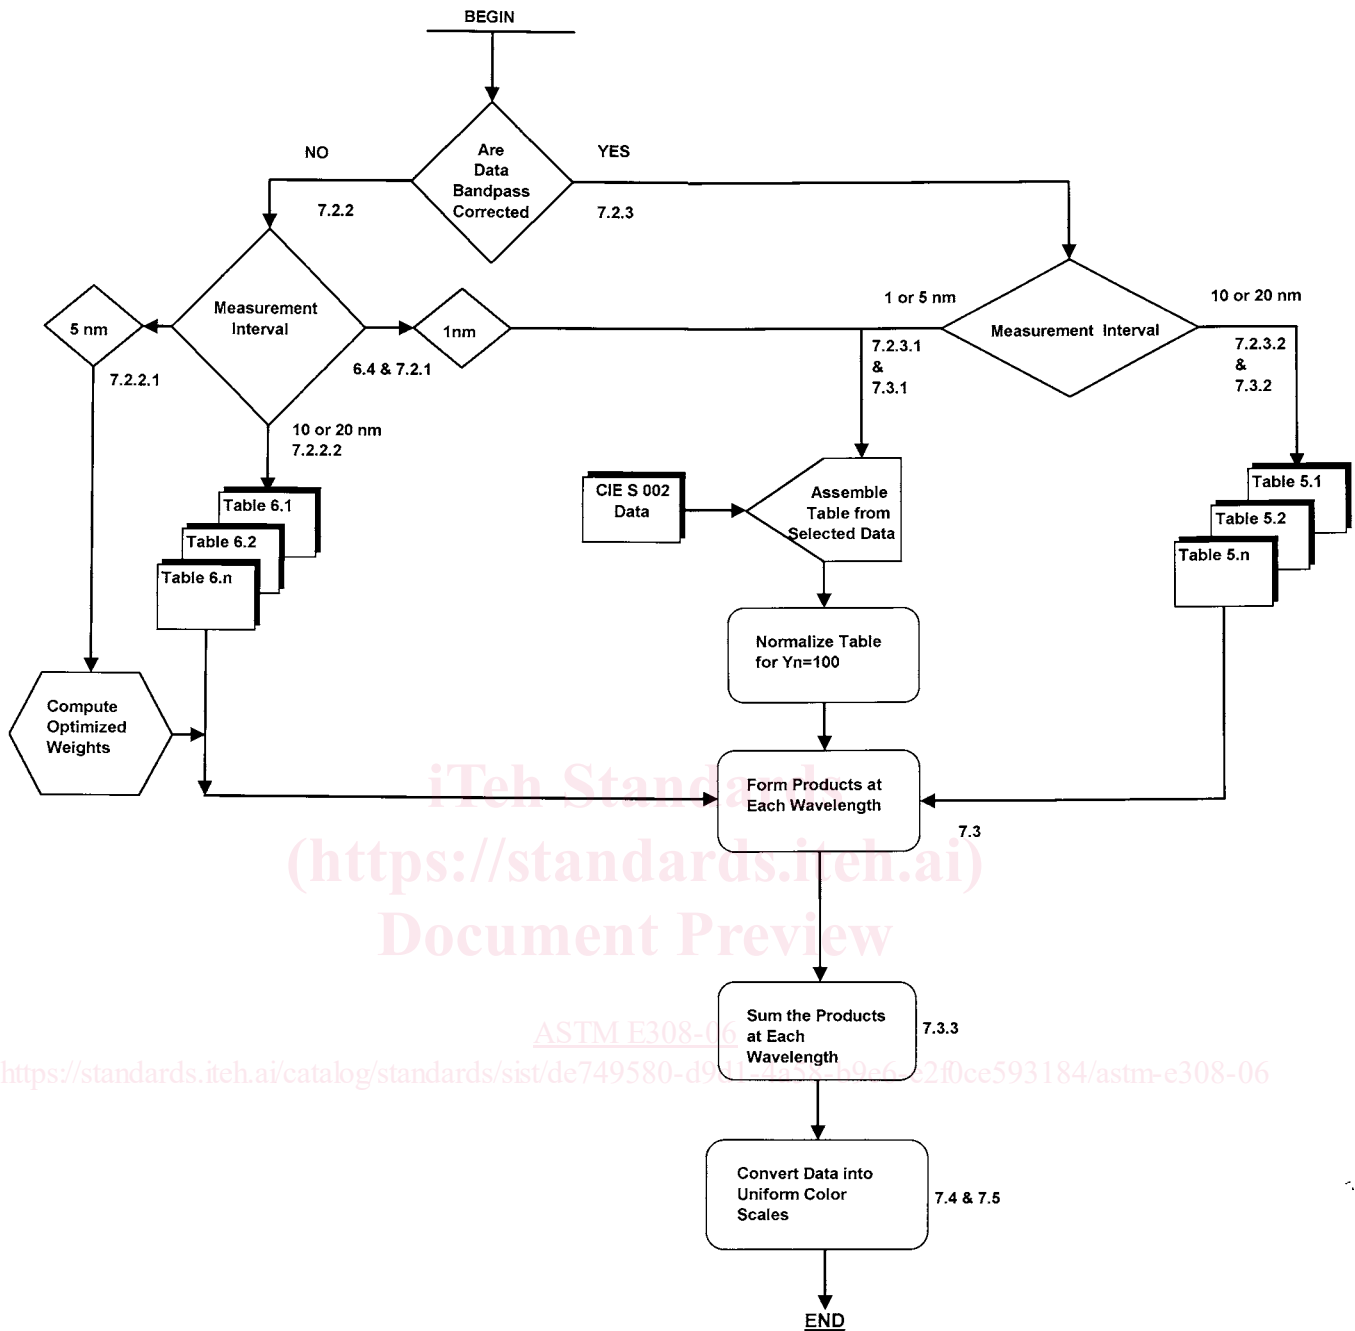 BEGIN
NO
Are
Data
Bandpass
Corrected
YES
7.2.2
7.2.3
5 nm
Measurement
Interval
1nm
1 or 5 nm
Measurement Interval
10 or 20 nm
7.2.2.1
6.4 & 7.2.1
7.2.3.1
&
7.3.1
7.2.3.2
&
7.3.2
10 or 20 nm
7.2.2.2
Table 6.1
Table 6.2
Table 6.n
CIE S 002
Data
Assemble
Table from
Selected Data
Table 5.1
Table 5.2
Table 5.n
Normalize Table
for Yn=100
Compute
Optimized
Weights
Form Products at
Each Wavelength
7.3
iTeh Standards
(https://standards.iteh.ai)
Document Preview
Sum the Products
at Each
Wavelength
7.3.3
ASTM E308-06
https://standards.iteh.ai/catalog/standards/sist/de749580-d9d1-4a58-b9e6-e2f0ce593184/astm-e308-06
Convert Data into
Uniform Color
Scales
7.4 & 7.5
END